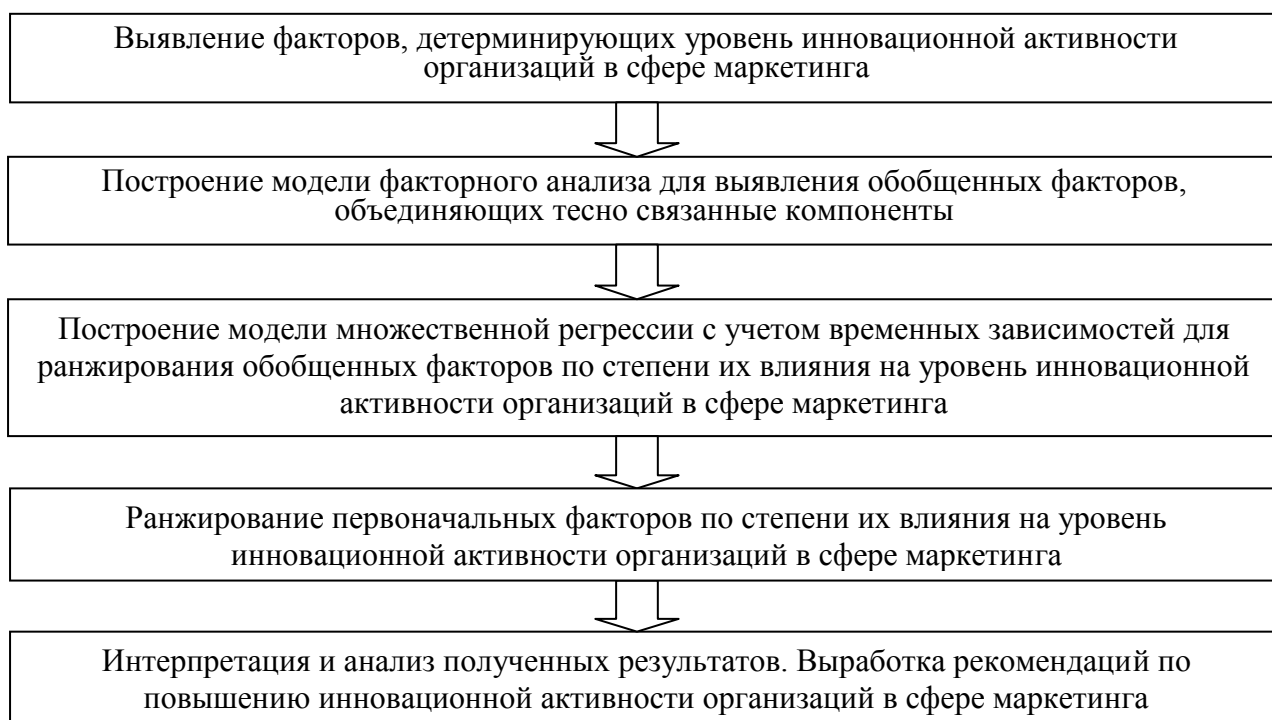 Выявление факторов, детерминирующих уровень инновационной активности
организаций в сфере маркетинга
Построение модели факторного анализа для выявления обобщенных факторов,
объединяющих тесно связанные компоненты
Построение модели множественной регрессии с учетом временных зависимостей для
ранжирования обобщенных факторов по степени их влияния на уровень инновационной
активности организаций в сфере маркетинга
Ранжирование первоначальных факторов по степени их влияния на уровень
инновационной активности организаций в сфере маркетинга
Интерпретация и анализ полученных результатов. Выработка рекомендаций по
повышению инновационной активности организаций в сфере маркетинга